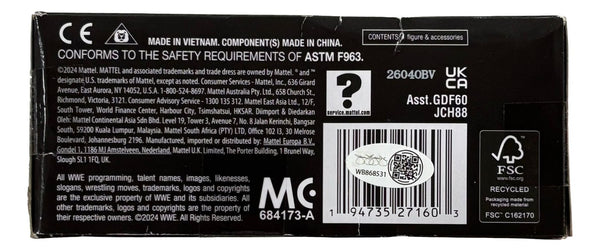 CE MADE IN VIETNAM. COMPONENT(S) MADE IN CHINA.
CONFORMS TO THE SAFETY REQUIREMENTS OF ASTM F963.
CONTENTS: figure & accessories
©2024 Mattel. MATTEL and associated trademarks and trade dress are owned by Mattel. ® and ™
designate U.S. trademarks of Mattel, except as noted. Consumer Services - Mattel, Inc., 636 Girard
Avenue, East Aurora, NY 14052, U.S.A. 1-800-524-8697. Mattel Australia Pty. Ltd., 658 Church St.,
Richmond, Victoria, 3121. Consumer Advisory Service - 1300 135 312. Mattel East Asia Ltd., 12/F,
South Tower, World Finance Center, Harbour City, Tsimshatsui, HKSAR. Diimport & Diedarkan Oleh:
Mattel Continental Asia Sdn Bhd. Level 19, Tower 3, Avenue 7, No. 8 Jalan Kerinchi, Bangsar
South, 59200 Kuala Lumpur, Malaysia. Mattel South Africa (PTY) LTD, Office 102 I3, 30 Melrose
Boulevard, Johannesburg 2196. Manufactured, imported or distributed by: Mattel Europa B.V.,
Gondel 1, 1186 MJ Amstelveen, Nederland. Mattel U.K. Limited, The Porter Building, 1 Brunel Way,
Slough SL1 1FQ, UK.
All WWE programming, talent names, images, likenesses,
slogans, wrestling moves, trademarks, logos and copyrights
are the exclusive property of WWE and its subsidiaries. All
other trademarks, logos and copyrights are the property of
their respective owners. ©2024 WWE. All Rights Reserved.
MC
684173-A
?
service.mattel.com
26040BV
UK
CA
Asst.GDF60
JCH88
WB868531
1 94735 27160 3
FSC
www.fsc.org
RECYCLED
Packaging made from
recycled material
FSC™ C162170